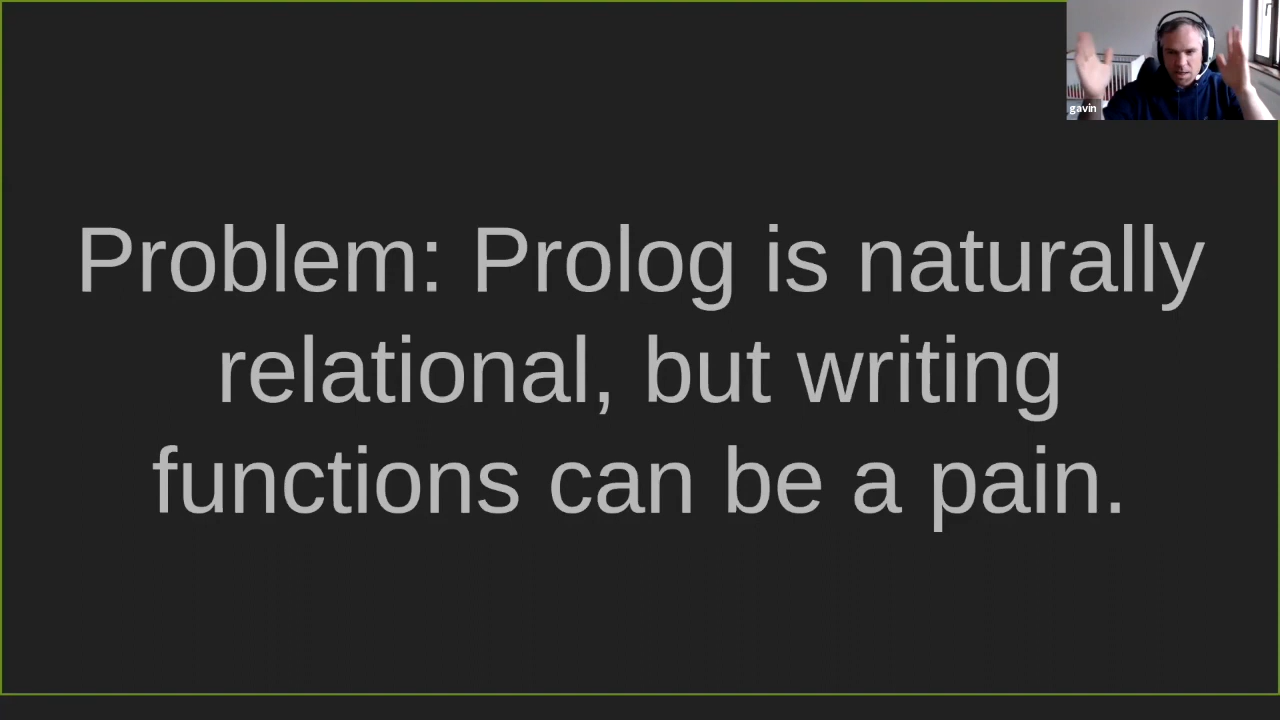 gavin
Problem: Prolog is naturally
relational, but writing
functions can be a pain.